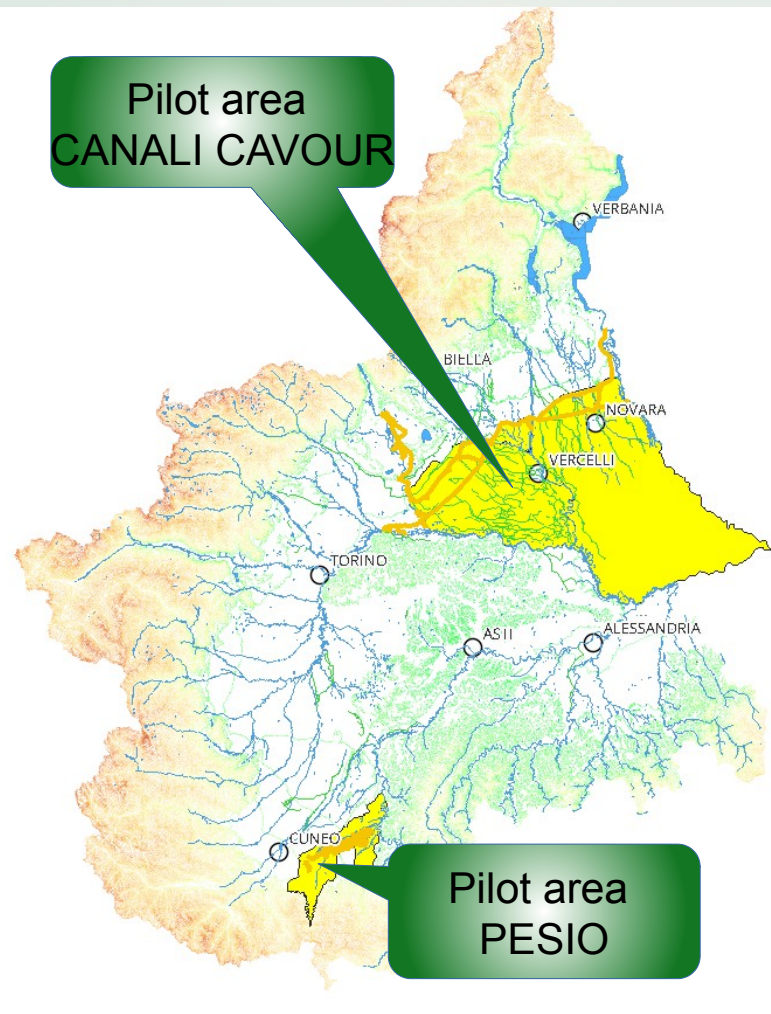 Pilot area
CANALI CAVOUR
VERBANIA
BIELLA
NOVARA
VERCELLI
TORINO
ASTI
ALESSANDRIA
CUNEO
Pilot area
PESIO